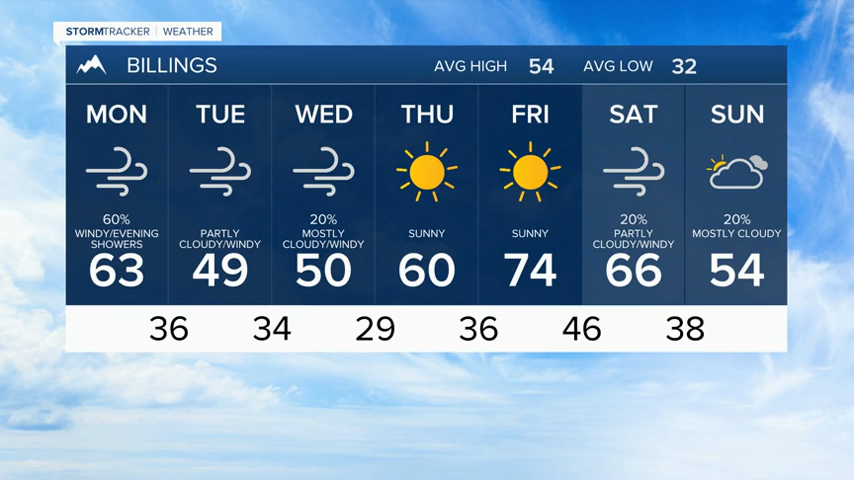 STORMTRACKER | WEATHER
BILLINGS AVG HIGH 54 AVG LOW 32
MON TUE WED THU FRI SAT SUN
60% 20% 20% 20%
WINDY/EVENING PARTLY MOSTLY SUNNY SUNNY PARTLY MOSTLY CLOUDY
SHOWERS CLOUDY/WINDY CLOUDY/WINDY CLOUDY/WINDY
63 49 50 60 74 66 54
36 34 29 36 46 38